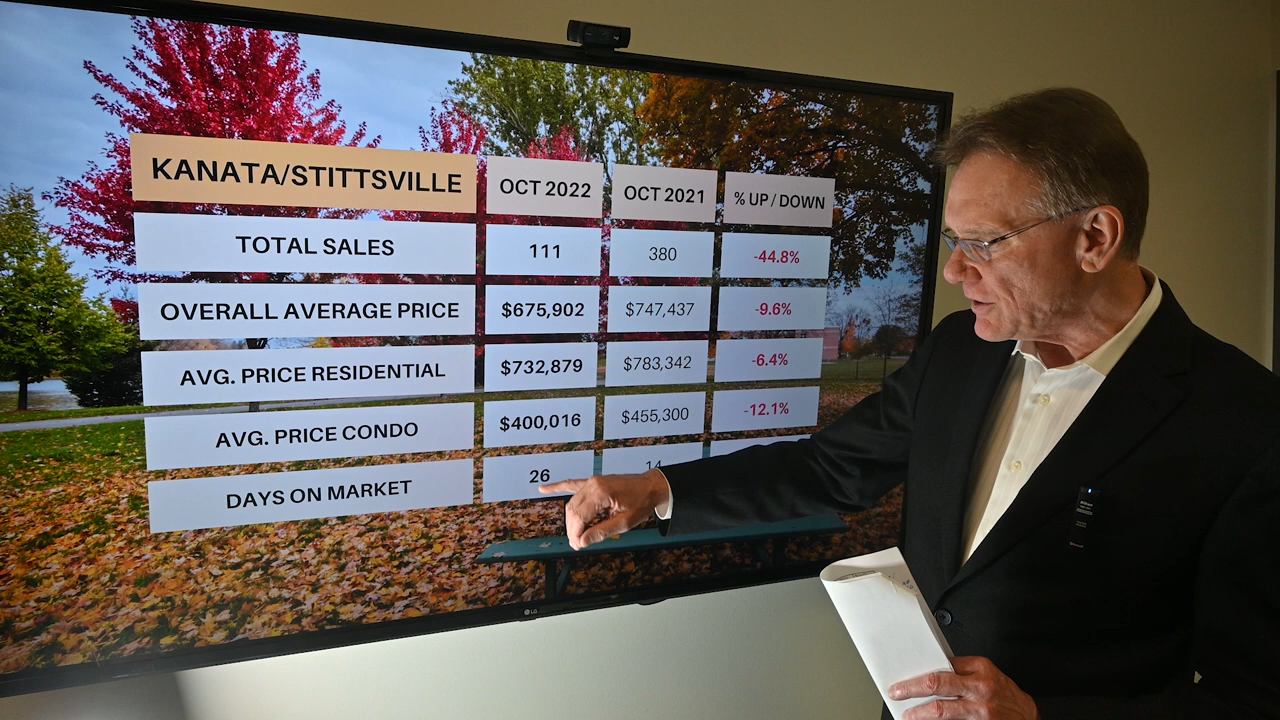 KANATA/STITTSVILLE OCT 2022 OCT 2021 % UP / DOWN
TOTAL SALES 111 380 -44.8%
OVERALL AVERAGE PRICE $675,902 $747,437 -9.6%
AVG. PRICE RESIDENTIAL $732,879 $783,342 -6.4%
AVG. PRICE CONDO $400,016 $455,300 -12.1%
DAYS ON MARKET 26 14
LG